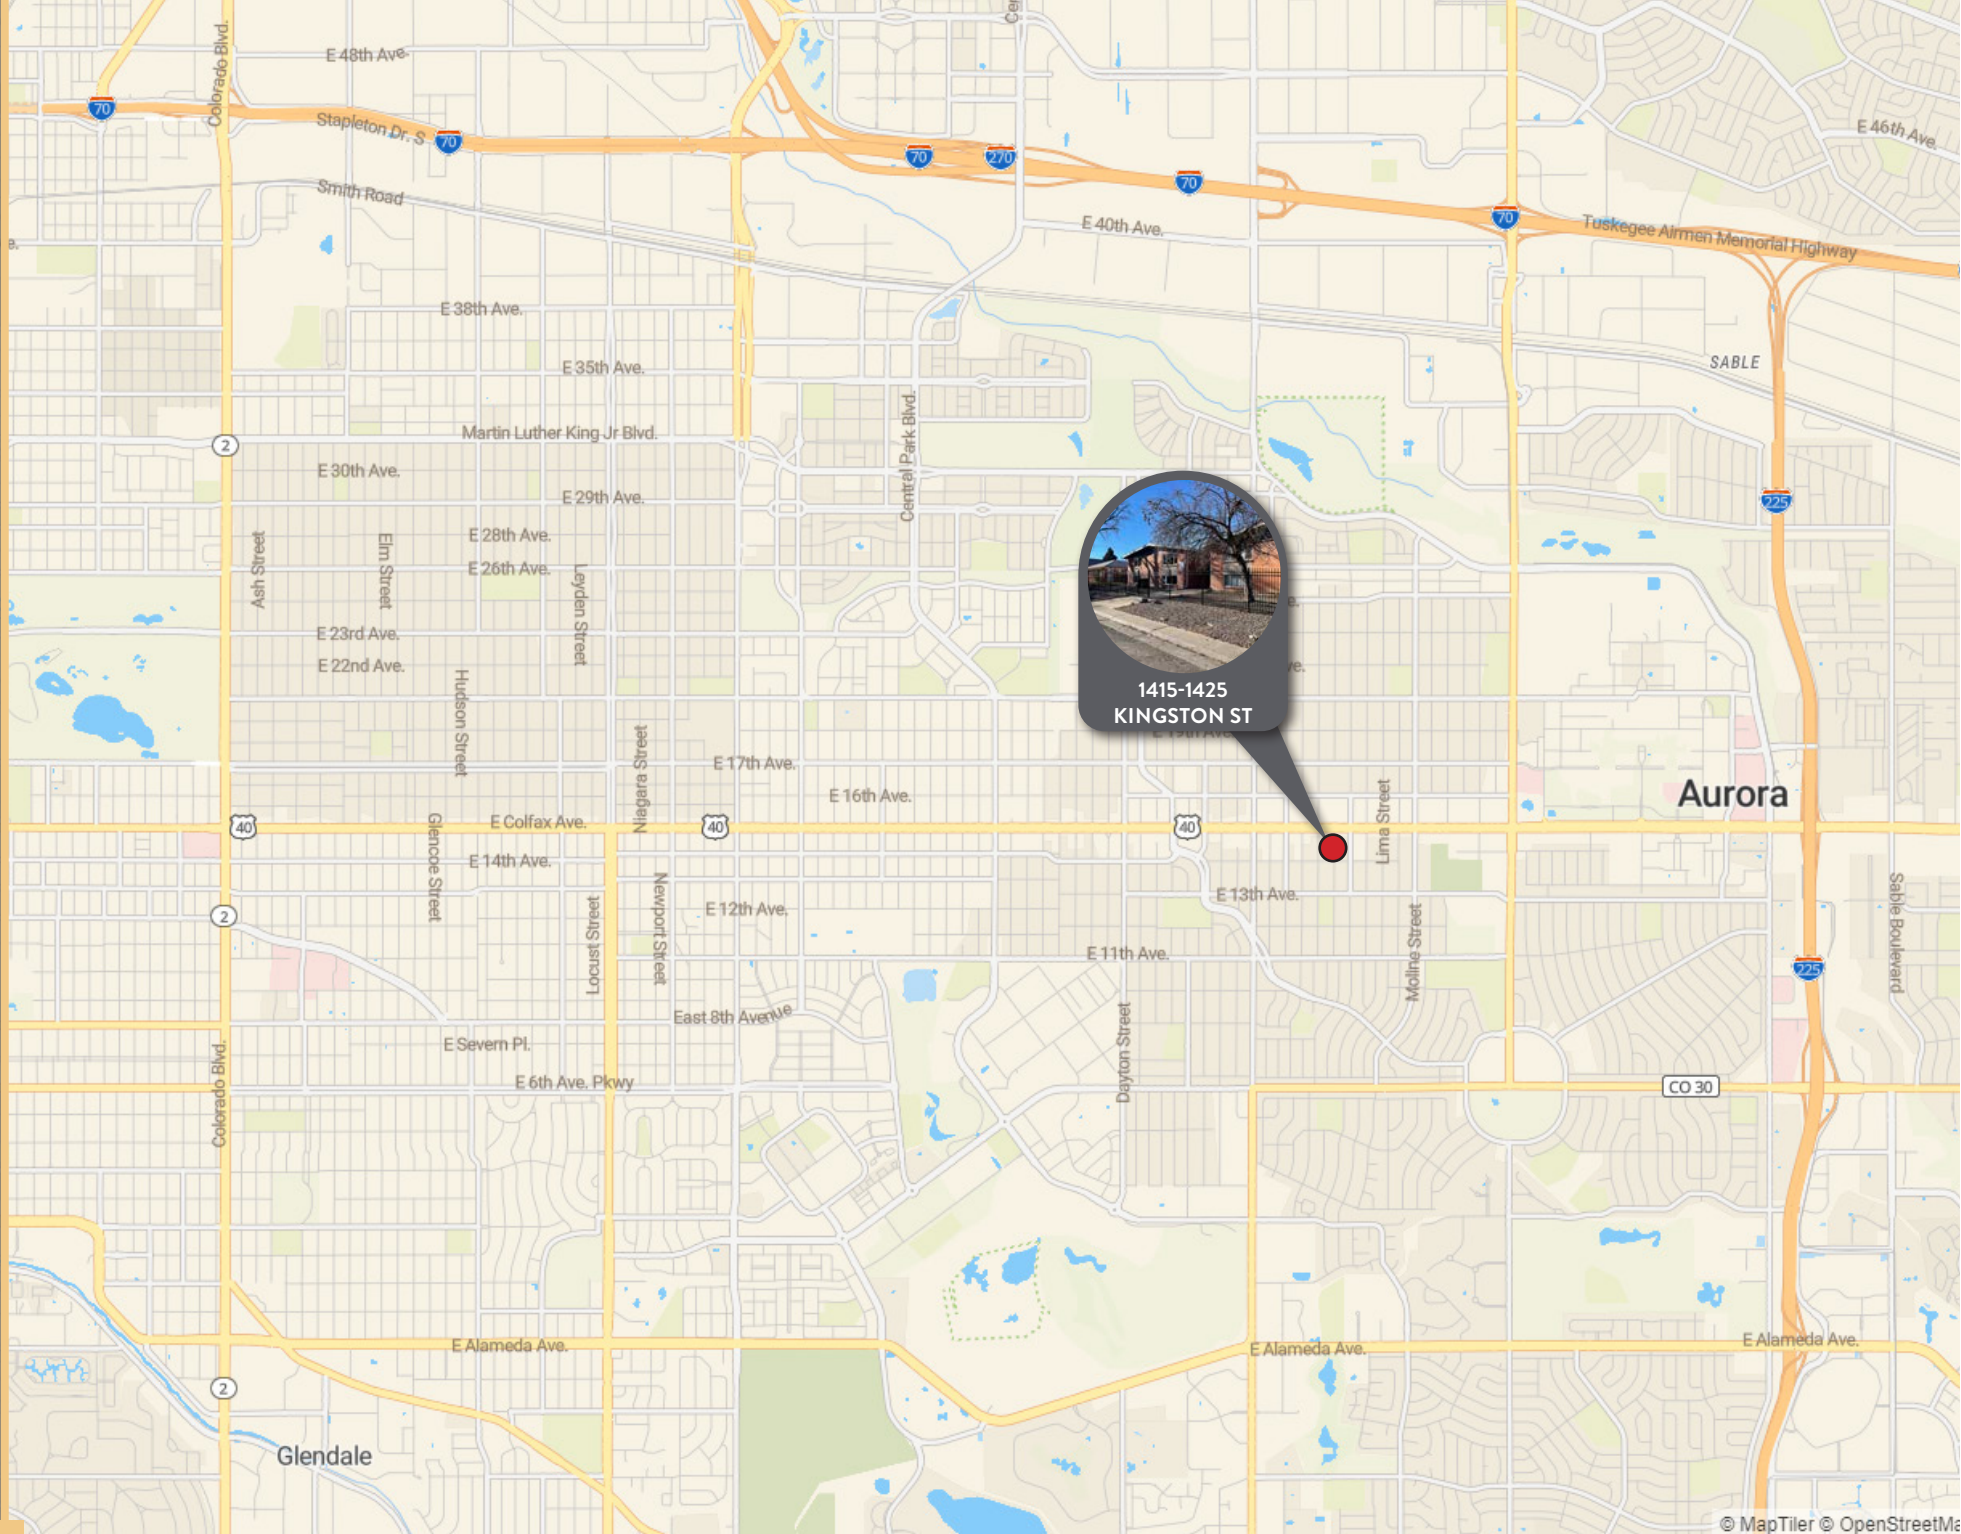 Colorado Blvd.
E 48th Ave.
70
Stapleton Dr. S
70
70
270
70
70
E 46th Ave.
Smith Road
E 40th Ave.
Tuskegee Airmen Memorial Highway
E 38th Ave.
SABLE
E 35th Ave.
Central Park Blvd.
Martin Luther King Jr Blvd.
2
E 30th Ave.
E 29th Ave.
225
E 28th Ave.
E 26th Ave.
Ash Street
Elm Street
Leyden Street
E 23rd Ave.
E 22nd Ave.
1415-1425
KINGSTON ST
E 19th Ave.
Hudson Street
Niagara Street
E 17th Ave.
E 16th Ave.
Lima Street
Aurora
40
E Colfax Ave.
40
40
Glencoe Street
E 14th Ave.
E 13th Ave.
2
E 12th Ave.
Locust Street
Newport Street
Moline Street
Sable Boulevard
E 11th Ave.
225
East 8th Avenue
Dayton Street
E Severn Pl.
E 6th Ave. Pkwy
CO 30
Colorado Blvd.
E Alameda Ave.
E Alameda Ave.
E Alameda Ave.
2
Glendale
© MapTiler © OpenStreetMa